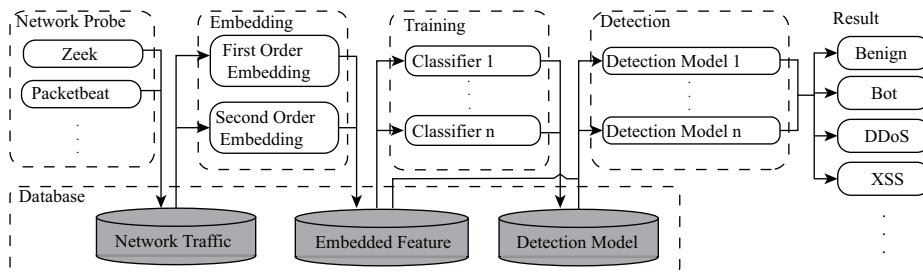 Network Probe
Zeek
Packetbeat
.
.
.
Embedding
First Order
Embedding
Second Order
Embedding
Training
Classifier 1
.
.
.
Classifier n
Detection
Detection Model 1
.
.
.
Detection Model n
Result
Benign
Bot
DDoS
XSS
.
.
.
Database
Network Traffic
Embedded Feature
Detection Model